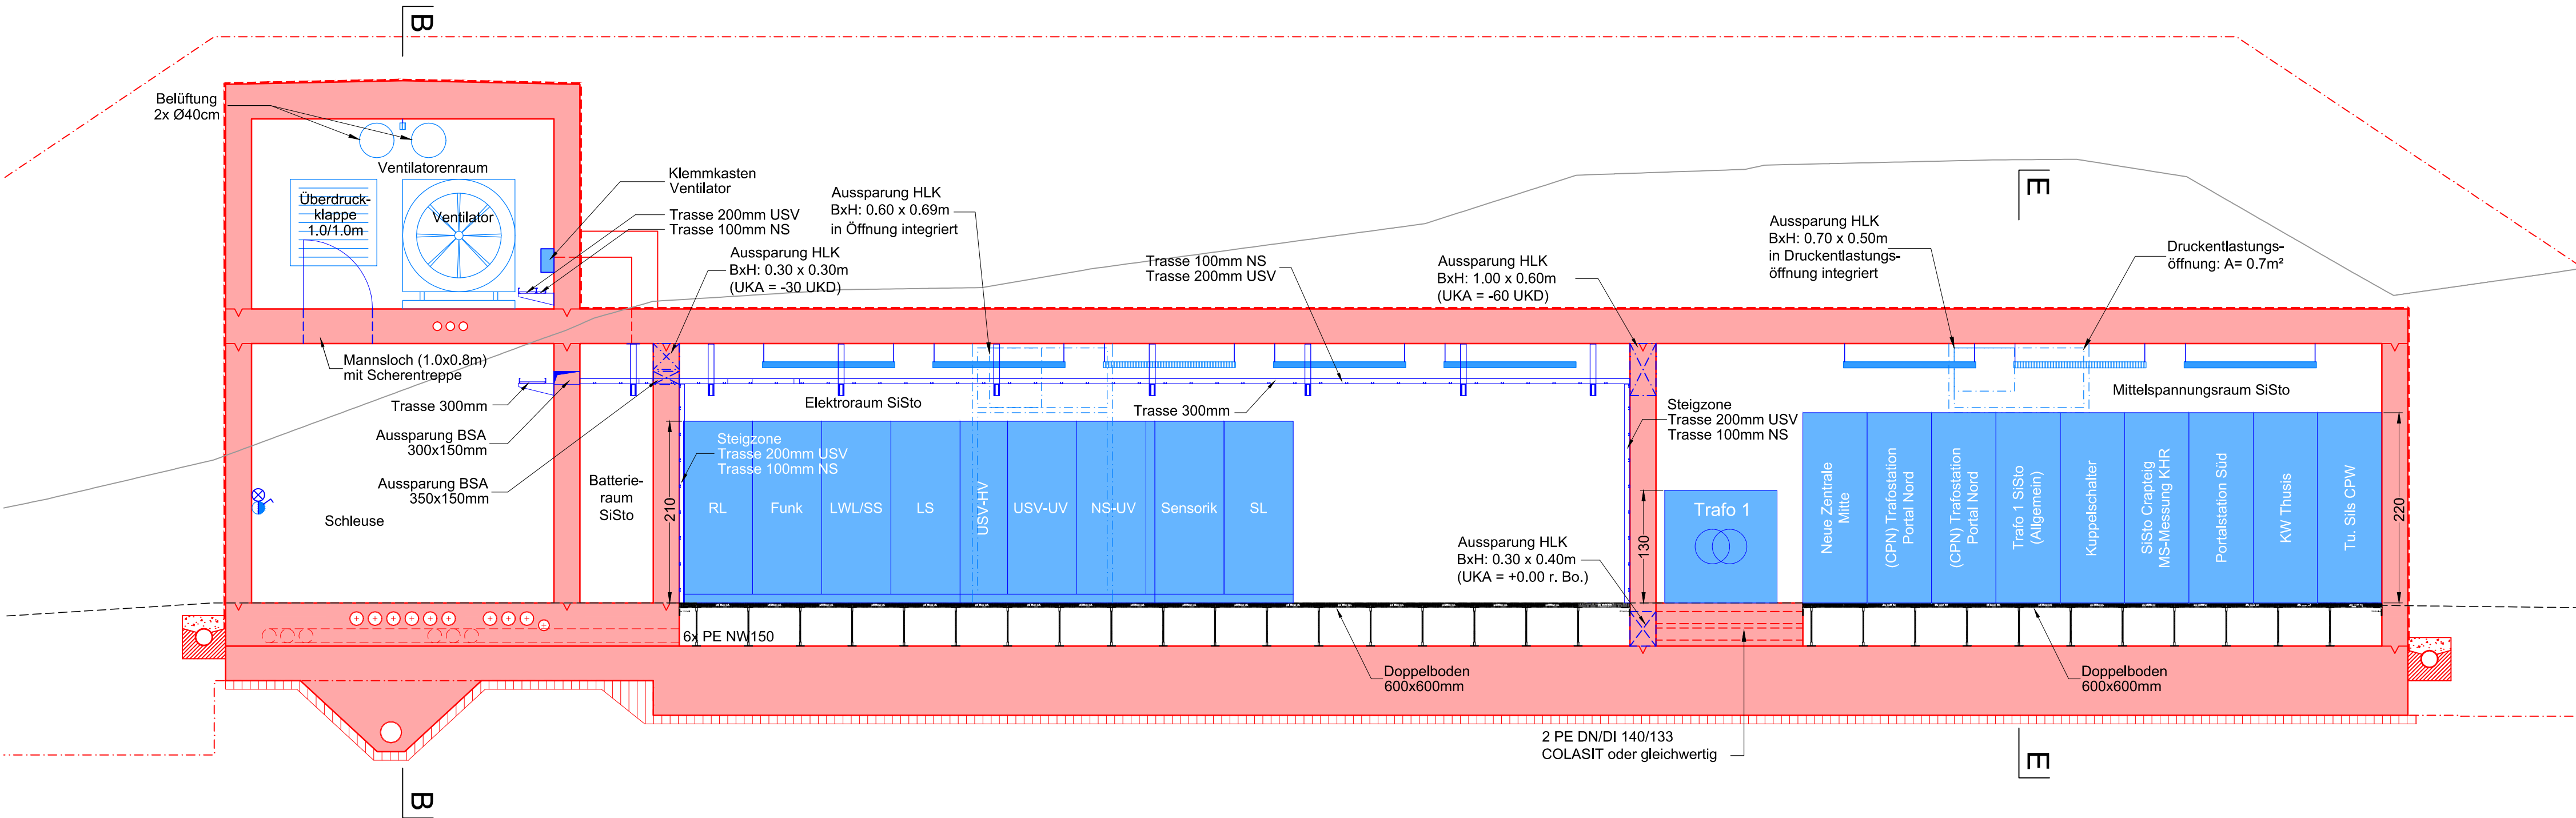 B
Belüftung
2x Ø40cm
Ventilatorenraum
Überdruck-
klappe
1.0/1.0m
Ventilator
Klemmkasten
Ventilator
Trasse 200mm USV
Trasse 100mm NS
Aussparung HLK
BxH: 0.30 x 0.30m
(UKA = -30 UKD)
Aussparung HLK
BxH: 0.60 x 0.69m
in Öffnung integriert
Trasse 100mm NS
Trasse 200mm USV
Aussparung HLK
BxH: 1.00 x 0.60m
(UKA = -60 UKD)
Aussparung HLK
BxH: 0.70 x 0.50m
in Druckentlastungs-
öffnung integriert
E
Druckentlastungs-
öffnung: A= 0.7m²
Mannsloch (1.0x0.8m)
mit Scherentreppe
Trasse 300mm
Aussparung BSA
300x150mm
Aussparung BSA
350x150mm
Schleuse
Batterie-
raum
SiSto
Elektroraum SiSto
Trasse 300mm
210
Steigzone
Trasse 200mm USV
Trasse 100mm NS
RL
Funk
LWL/SS
LS
USV-HV
USV-UV
NS-UV
Sensorik
SL
Steigzone
Trasse 200mm USV
Trasse 100mm NS
Mittelspannungsraum SiSto
Aussparung HLK
BxH: 0.30 x 0.40m
(UKA = +0.00 r. Bo.)
130
Trafo 1
Neue Zentrale
Mitte
(CPN) Trafostation
Portal Nord
(CPN) Trafostation
Portal Nord
Trafo 1 SiSto
(Allgemein)
Kuppelschalter
SiSto Crapteig
MS-Messung KHR
Portalstation Süd
KW Thusis
Tu. Sils CPW
220
6x PE NW150
Doppelboden
600x600mm
Doppelboden
600x600mm
2 PE DN/DI 140/133
COLASIT oder gleichwertig
B
E